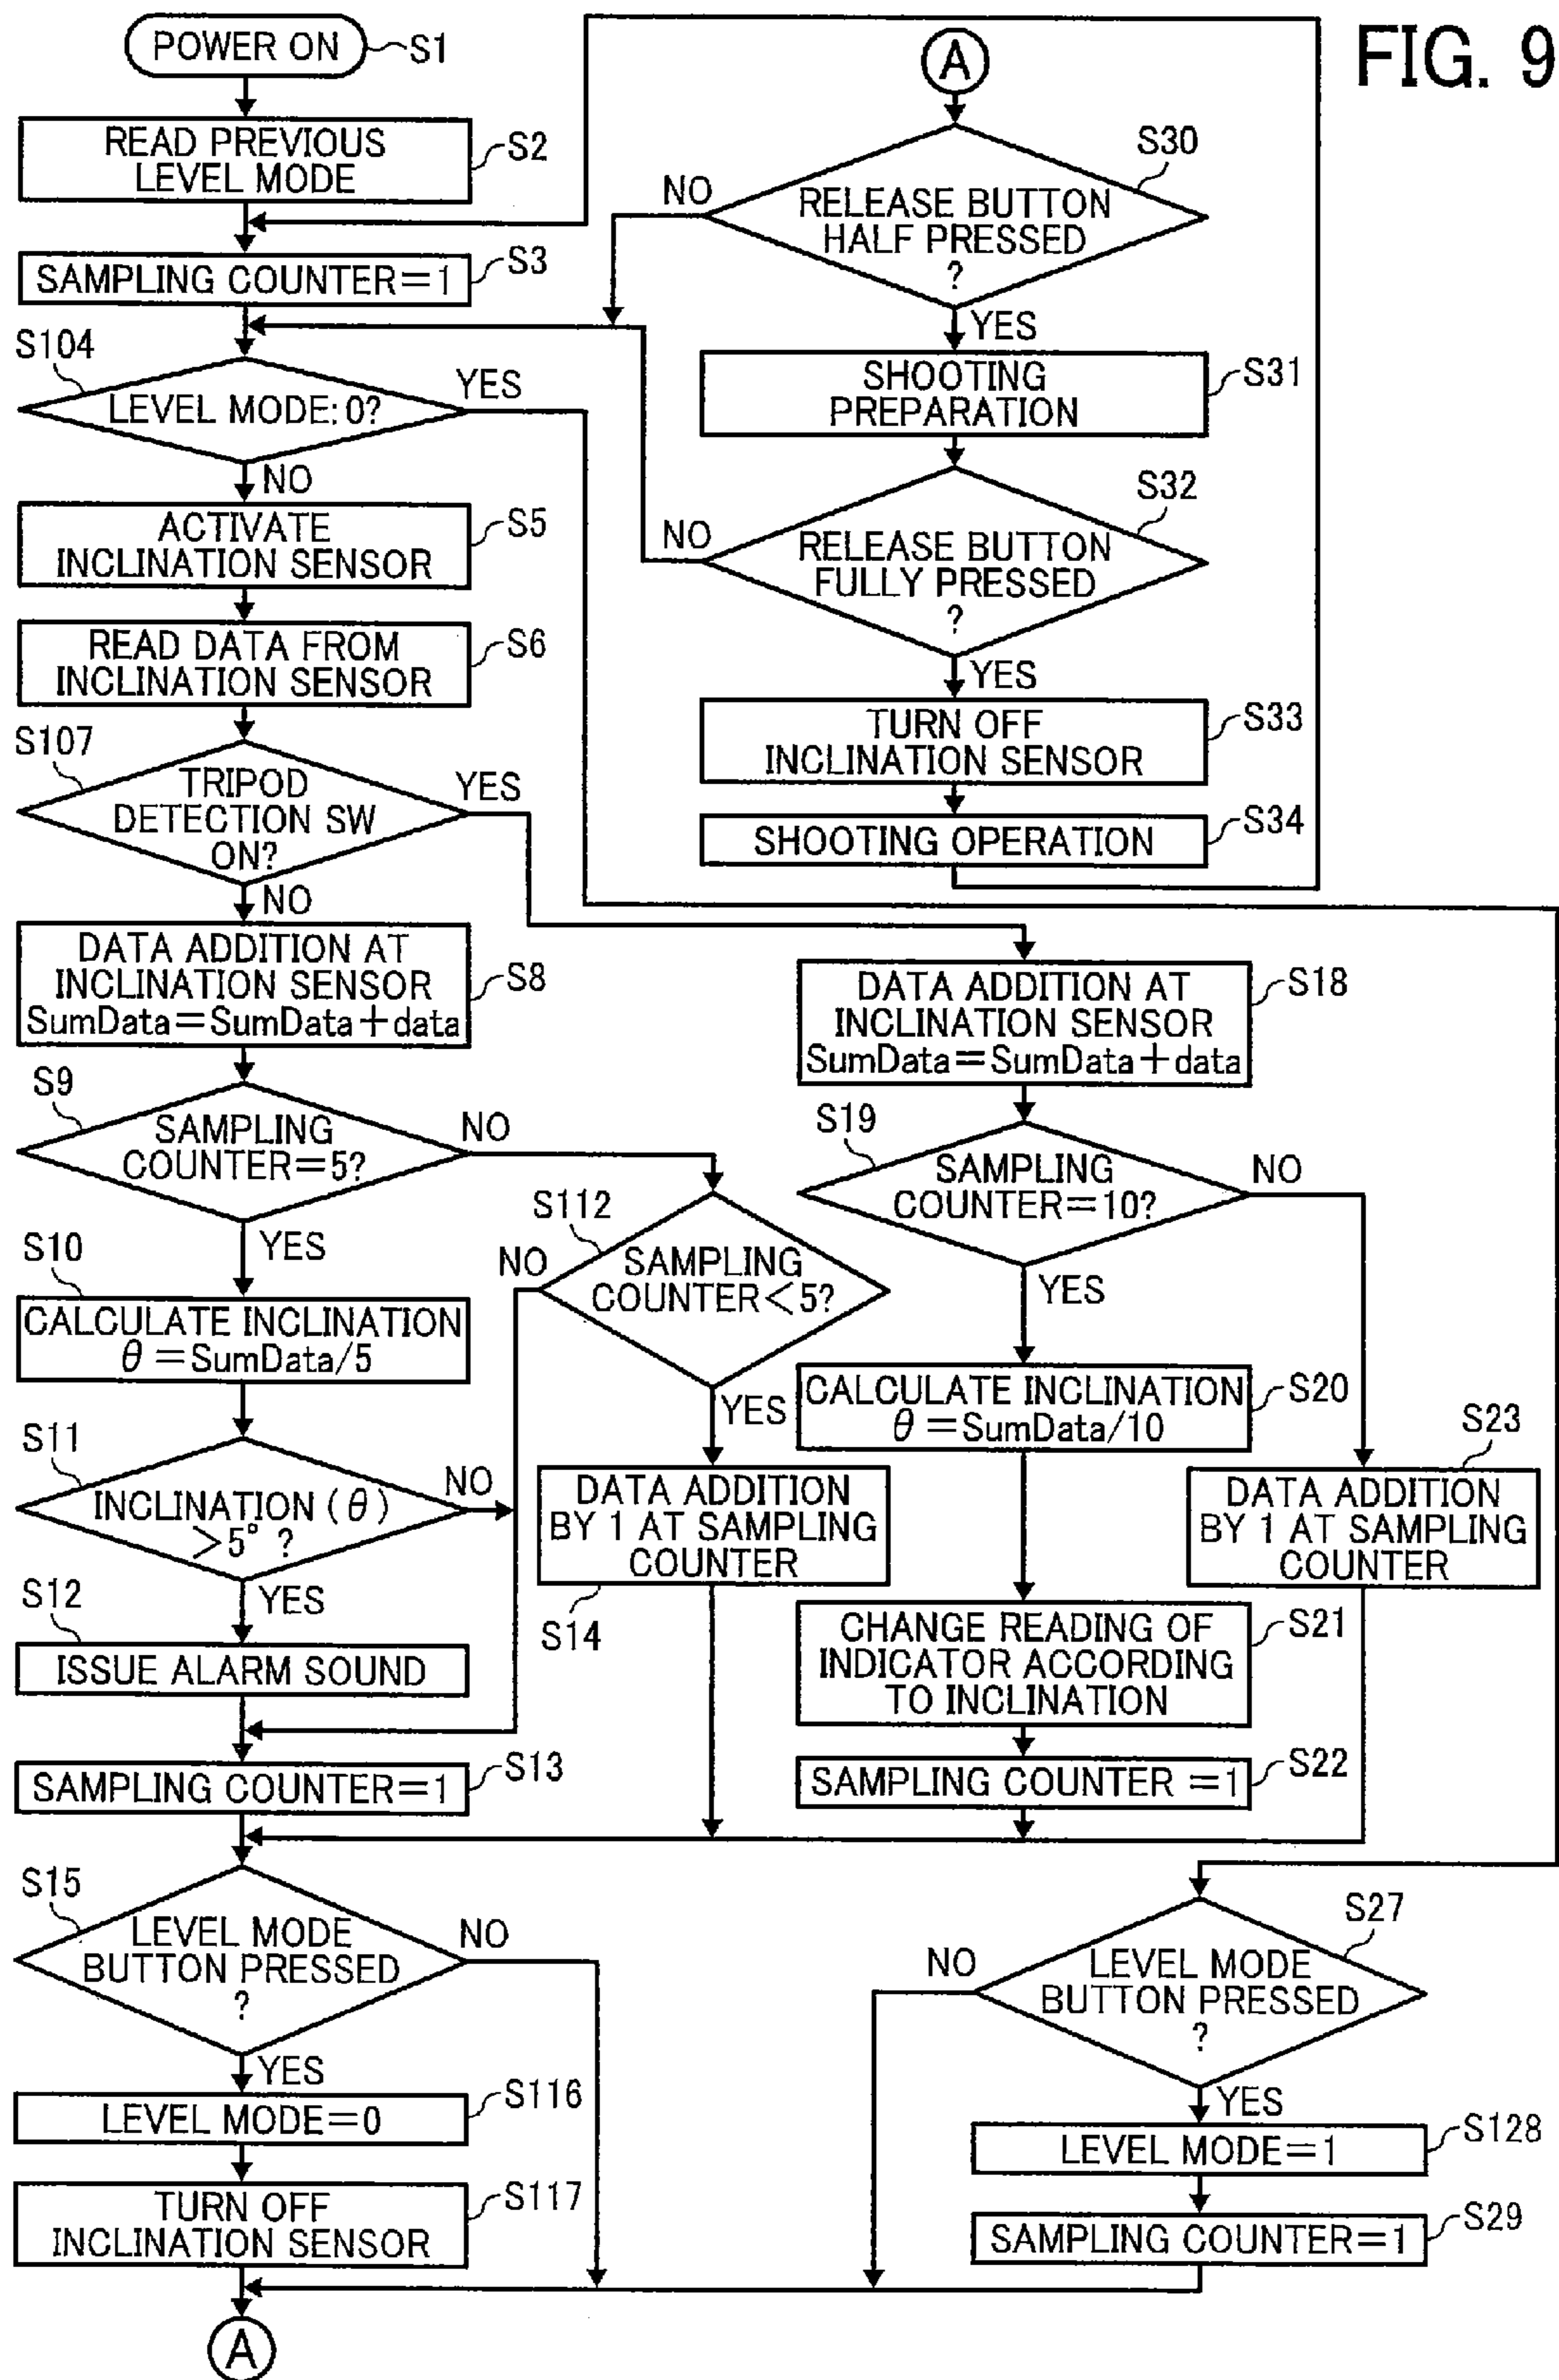 FIG. 9
POWER ON
S1
READ PREVIOUS
LEVEL MODE
S2
SAMPLING COUNTER=1
S3
S104
LEVEL MODE:0?
YES
NO
ACTIVATE
INCLINATION SENSOR
S5
READ DATA FROM
INCLINATION SENSOR
S6
S107
TRIPOD
DETECTION SW
ON?
YES
NO
DATA ADDITION AT
INCLINATION SENSOR
SumData=SumData+data
S8
S9
SAMPLING
COUNTER=5?
NO
YES
S10
CALCULATE INCLINATION
θ=SumData/5
S11
INCLINATION (θ)
>5° ?
NO
YES
S12
ISSUE ALARM SOUND
SAMPLING COUNTER=1
S13
S15
LEVEL MODE
BUTTON PRESSED
?
NO
YES
LEVEL MODE=0
S116
TURN OFF
INCLINATION SENSOR
S117
A
S112
SAMPLING
COUNTER<5?
NO
YES
DATA ADDITION
BY 1 AT SAMPLING
COUNTER
S14
A
S30
RELEASE BUTTON
HALF PRESSED
?
NO
YES
SHOOTING
PREPARATION
S31
S32
RELEASE BUTTON
FULLY PRESSED
?
NO
YES
TURN OFF
INCLINATION SENSOR
S33
SHOOTING OPERATION
S34
DATA ADDITION AT
INCLINATION SENSOR
SumData=SumData+data
S18
S19
SAMPLING
COUNTER=10?
NO
YES
CALCULATE INCLINATION
θ=SumData/10
S20
CHANGE READING OF
INDICATOR ACCORDING
TO INCLINATION
S21
SAMPLING COUNTER =1
S22
S23
DATA ADDITION
BY 1 AT SAMPLING
COUNTER
S27
LEVEL MODE
BUTTON PRESSED
?
NO
YES
LEVEL MODE=1
S128
SAMPLING COUNTER=1
S29